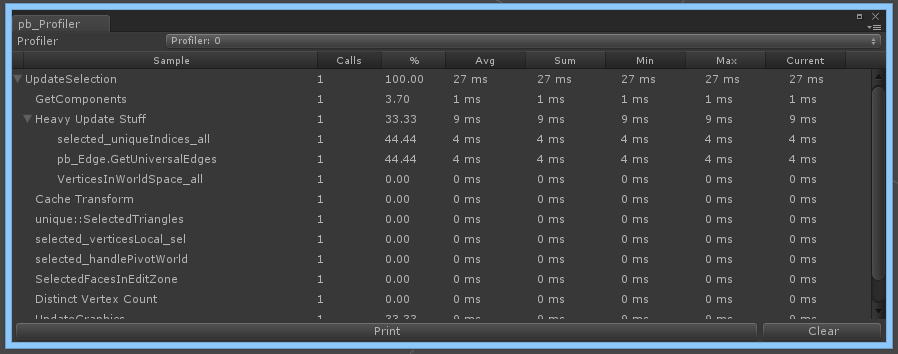 pb_Profiler
Profiler Profiler: 0
Sample Calls % Avg Sum Min Max Current
UpdateSelection 1 100.00 27 ms 27 ms 27 ms 27 ms 27 ms
GetComponents 1 3.70 1 ms 1 ms 1 ms 1 ms 1 ms
Heavy Update Stuff 1 33.33 9 ms 9 ms 9 ms 9 ms 9 ms
selected_uniqueIndices_all 1 44.44 4 ms 4 ms 4 ms 4 ms 4 ms
pb_Edge.GetUniversalEdges 1 44.44 4 ms 4 ms 4 ms 4 ms 4 ms
VerticesInWorldSpace_all 1 0.00 0 ms 0 ms 0 ms 0 ms 0 ms
Cache Transform 1 0.00 0 ms 0 ms 0 ms 0 ms 0 ms
unique::SelectedTriangles 1 0.00 0 ms 0 ms 0 ms 0 ms 0 ms
selected_verticesLocal_sel 1 0.00 0 ms 0 ms 0 ms 0 ms 0 ms
selected_handlePivotWorld 1 0.00 0 ms 0 ms 0 ms 0 ms 0 ms
SelectedFacesInEditZone 1 0.00 0 ms 0 ms 0 ms 0 ms 0 ms
Distinct Vertex Count 1 0.00 0 ms 0 ms 0 ms 0 ms 0 ms
UpdateGraphics 1 33.33 9 ms 9 ms 9 ms 9 ms 9 ms
Print Clear